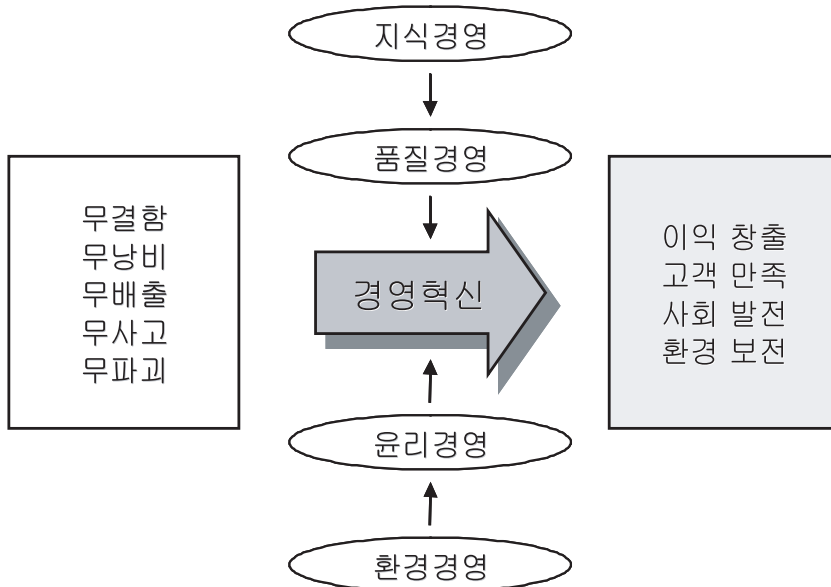 지식경영
품질경영
무결함
무낭비
무배출
무사고
무파괴
경영혁신
이익 창출
고객 만족
사회 발전
환경 보전
윤리경영
환경경영